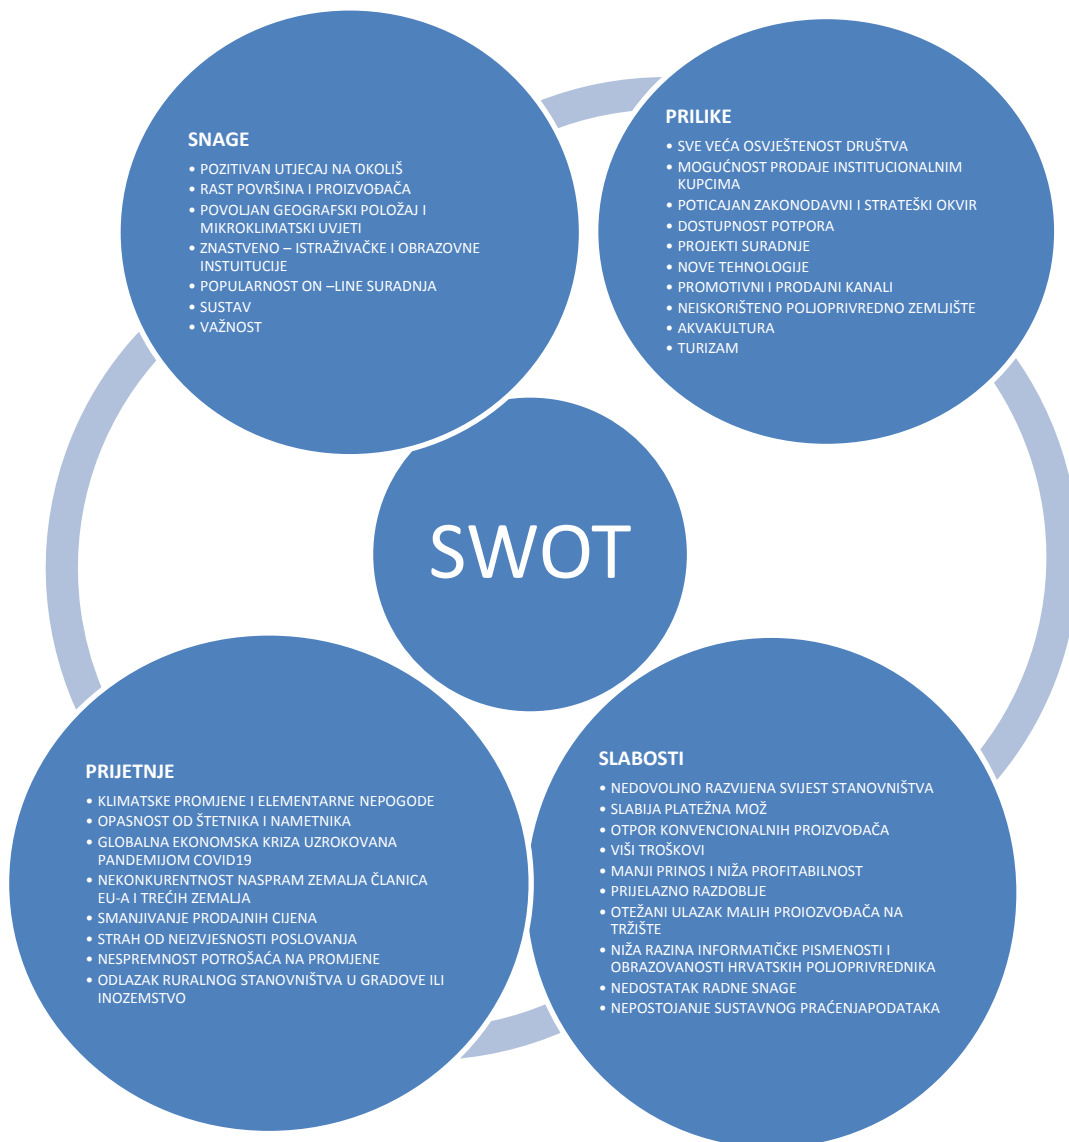 SNAGE
• POZITIVAN UTJECAJ NA OKOLIŠ
• RAST POVRŠINA I PROIZVOĐAČA
• POVOLJAN GEOGRAFSKI POLOŽAJ I
MIKROKLIMATSKI UVJETI
• ZNASTVENO – ISTRAŽIVAČKE I OBRAZOVNE
INSTUITUCIJE
• POPULARNOST ON –LINE SURADNJA
• SUSTAV
• VAŽNOST
PRILIKE
• SVE VEĆA OSVJEŠTENOST DRUŠTVA
• MOGUĆNOST PRODAJE INSTITUCIONALNIM
KUPCIMA
• POTICAJAN ZAKONODAVNI I STRATEŠKI OKVIR
• DOSTUPNOST POTPORA
• PROJEKTI SURADNJE
• NOVE TEHNOLOGIJE
• PROMOTIVNI I PRODAJNI KANALI
• NEISKORIŠTENO POLJOPRIVREDNO ZEMLJIŠTE
• AKVAKULTURA
• TURIZAM
SWOT
PRIJETNJE
• KLIMATSKE PROMJENE I ELEMENTARNE NEPOGODE
• OPASNOST OD ŠTETNIKA I NAMETNIKA
• GLOBALNA EKONOMSKA KRIZA UZROKOVANA
PANDEMIJOM COVID19
• NEKONKURENTNOST NASPRAM ZEMALJA ČLANICA
EU-A I TREĆIH ZEMALJA
• SMANJIVANJE PRODAJNIH CIJENA
• STRAH OD NEIZVJESNOSTI POSLOVANJA
• NESPREMNOST POTROŠAĆA NA PROMJENE
• ODLAZAK RURALNOG STANOVNIŠTVA U GRADOVE ILI
INOZEMSTVO
SLABOSTI
• NEDOVOLJNO RAZVIJENA SVIJEST STANOVNIŠTVA
• SLABIJA PLATEŽNA MOŽ
• OTPOR KONVENCIONALNIH PROIZVOĐAČA
• VIŠI TROŠKOVI
• MANJI PRINOS I NIŽA PROFITABILNOST
• PRIJELAZNO RAZDOBLJE
• OTEŽANI ULAZAK MALIH PROIOZVOĐAČA NA
TRŽIŠTE
• NIŽA RAZINA INFORMATIČKE PISMENOSTI I
OBRAZOVANOSTI HRVATSKIH POLJOPRIVREDNIKA
• NEDOSTATAK RADNE SNAGE
• NEPOSTOJANJE SUSTAVNOG PRAĆENJAPODATAKA